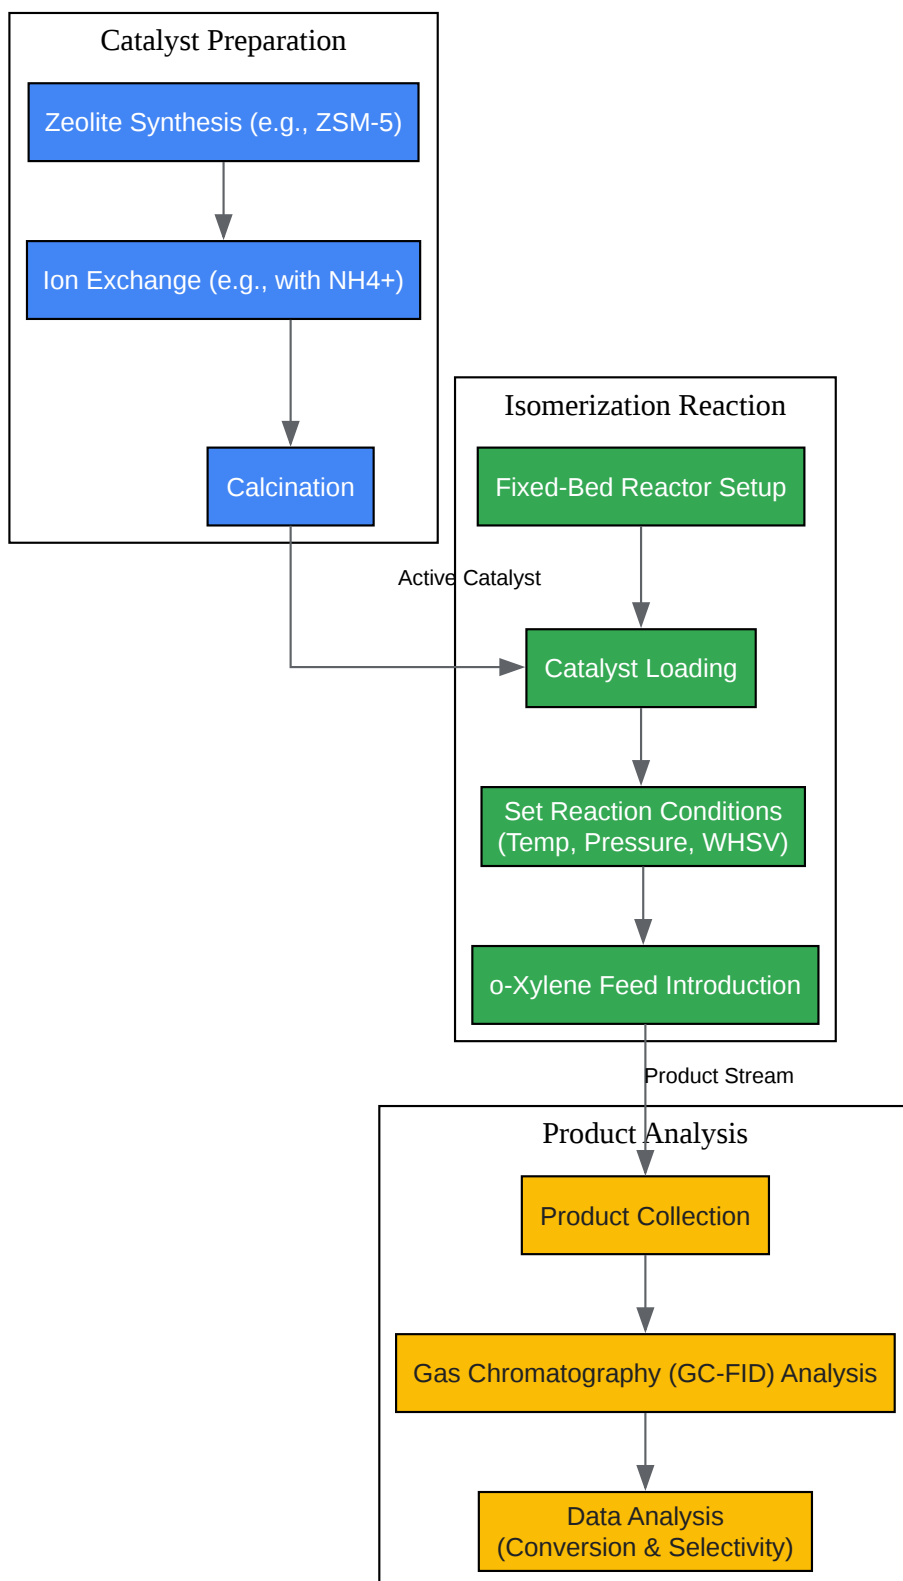 Catalyst Preparation
Zeolite Synthesis (e.g., ZSM-5)
Ion Exchange (e.g., with NH4+)
Calcination
Isomerization Reaction
Fixed-Bed Reactor Setup
Active Catalyst
Catalyst Loading
Set Reaction Conditions
(Temp, Pressure, WHSV)
o-Xylene Feed Introduction
Product Stream
Product Analysis
Product Collection
Gas Chromatography (GC-FID) Analysis
Data Analysis
(Conversion & Selectivity)